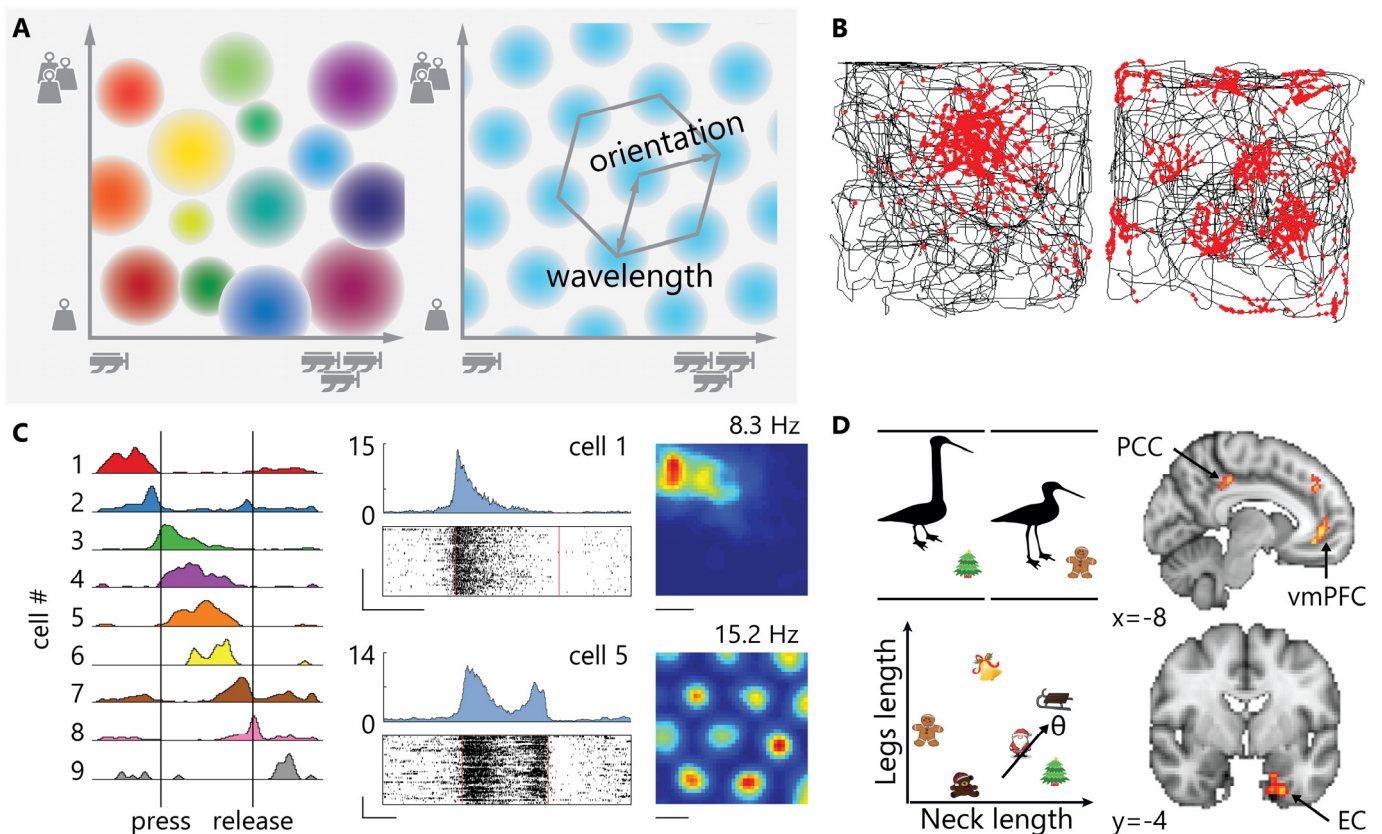 A
orientation
wavelength
B
C
cell #
1
2
3
4
5
6
7
8
9
press release
15
0
cell 1
8.3 Hz
14
0
cell 5
15.2 Hz
D
PCC
vmPFC
x=-8
Legs length
θ
Neck length
y=-4
EC